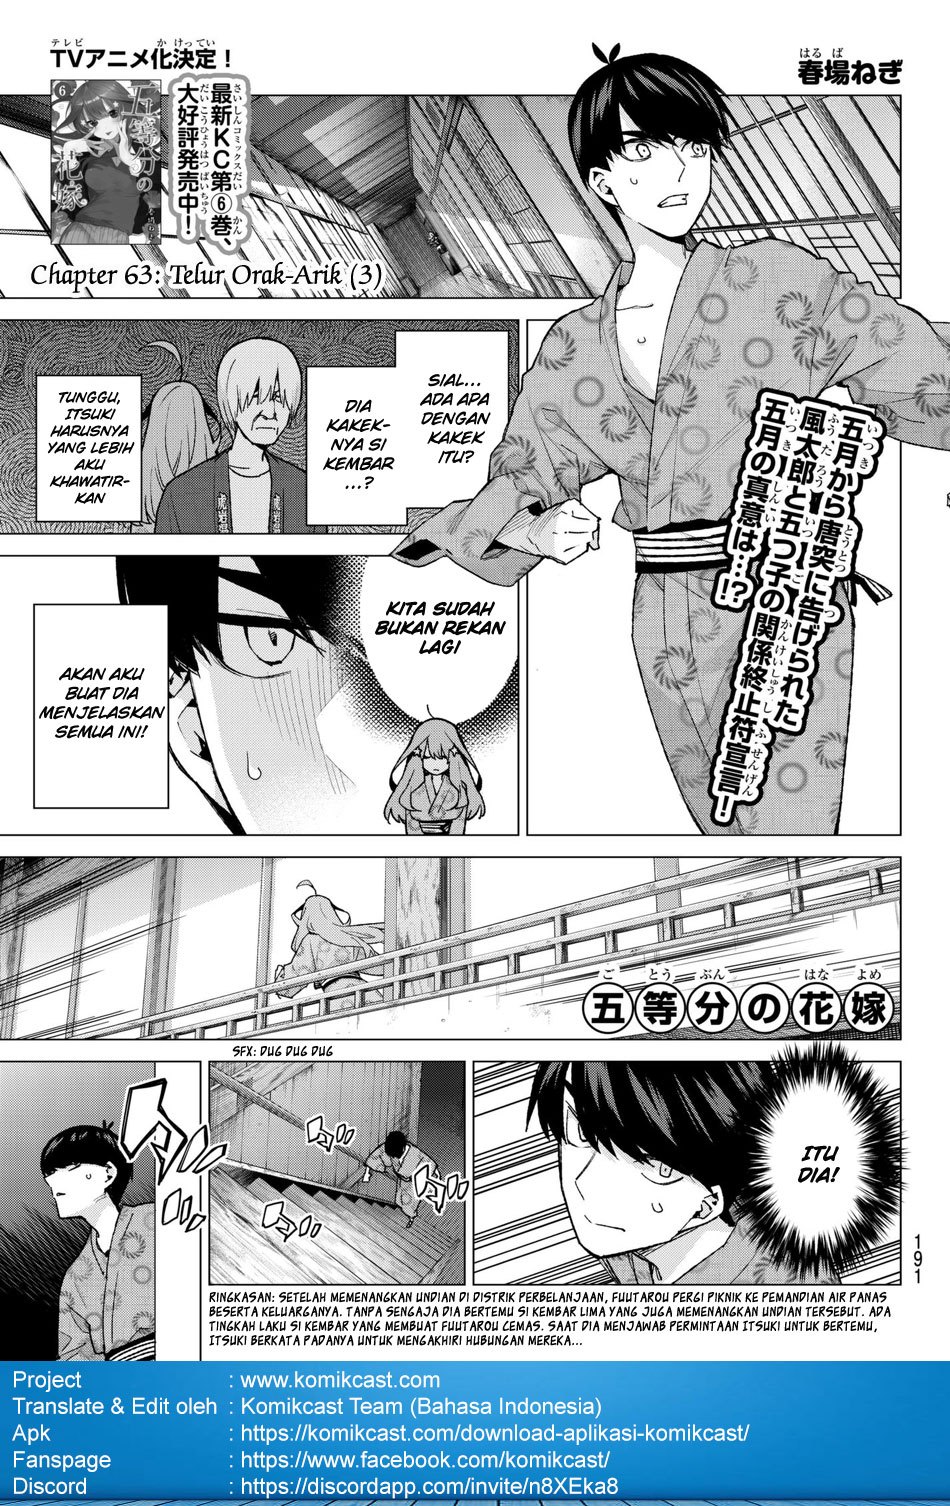 TVアニメ化決定！
最新KC第⑥巻、
大好評発売中！
春場ねぎ
Chapter 63: Telur Orak-Arik (3)
五月から唐突に告げられた
風太郎と五つ子の関係終止符宣言！
五月の真意は…!?
SIAL...
ADA APA
DENGAN
KAKEK
ITU?
DIA
KAKEK-
NYA SI
KEMBAR
...?
TUNGGU,
ITSUKI
HARUSNYA
YANG LEBIH
AKU
KHAWATIR-
KAN
KITA SUDAH
BUKAN REKAN
LAGI
AKAN AKU
BUAT DIA
MENJELASKAN
SEMUA INI!
五等分の花嫁
ITU
DIA!
SFX: DUG DUG DUG
191
RINGKASAN: SETELAH MEMENANGKAN UNDIAN DI DISTRIK PERBELANJAAN, FUUTAROU PERGI PIKNIK KE PEMANDIAN AIR PANAS
BESERTA KELUARGANYA. TANPA SENGAJA DIA BERTEMU SI KEMBAR LIMA YANG JUGA MEMENANGKAN UNDIAN TERSEBUT. ADA
TINGKAH LAKU SI KEMBAR YANG MEMBUAT FUUTAROU CEMAS. SAAT DIA MENJAWAB PERMINTAAN ITSUKI UNTUK BERTEMU,
ITSUKI BERKATA PADANYA UNTUK MENGAKHIRI HUBUNGAN MEREKA...
Project : www.komikcast.com
Translate & Edit oleh : Komikcast Team (Bahasa Indonesia)
Apk : https://komikcast.com/download-aplikasi-komikcast/
Fanspage : https://www.facebook.com/komikcast/
Discord : https://discordapp.com/invite/n8XEka8